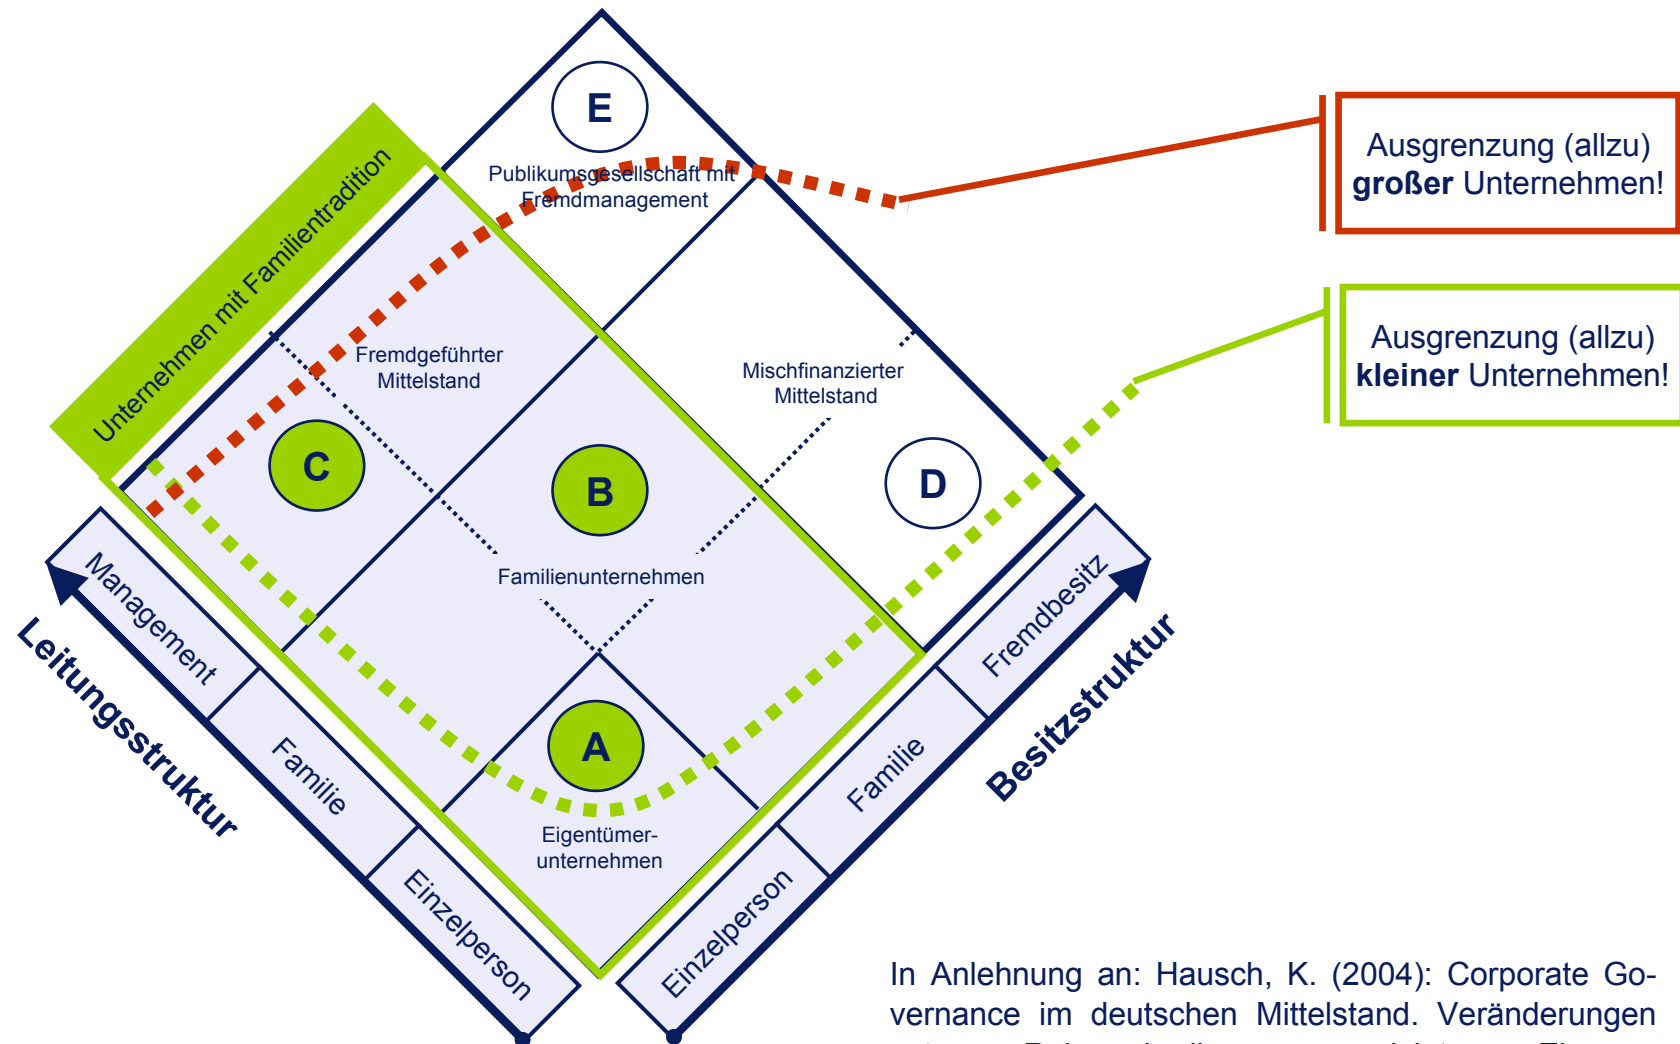 E
Publikumsgesellschaft mit
Fremdmanagement
Ausgrenzung (allzu)
großer Unternehmen!
Unternehmen mit Familientradition
Ausgrenzung (allzu)
kleiner Unternehmen!
Fremdgeführter
Mittelstand
Mischfinanzierter
Mittelstand
C
B
D
Familienunternehmen
A
Eigentümer-
unternehmen
Management
Familie
Einzelperson
Leitungsstruktur
Einzelperson
Familie
Fremdbesitz
Besitzstruktur
In Anlehnung an: Hausch, K. (2004): Corporate Go-
vernance im deutschen Mittelstand. Veränderungen